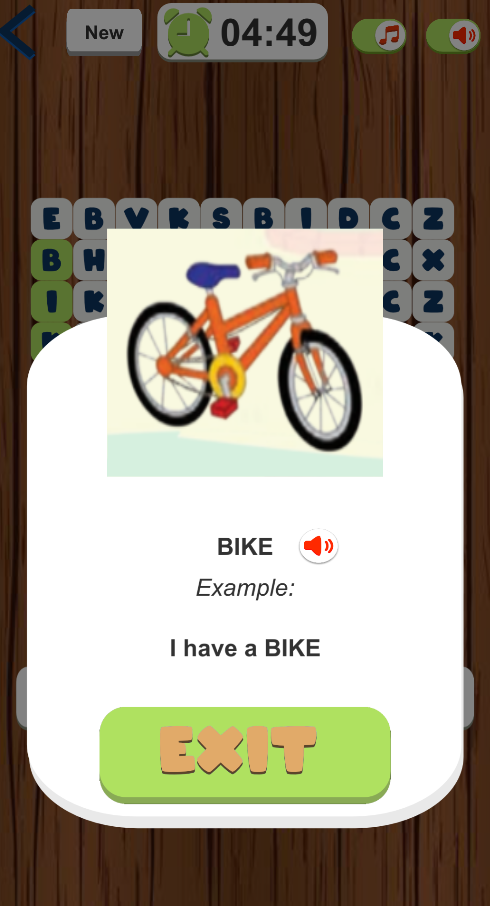 New 04:49
E B V K S B I D C Z
B H C X
I K C Z
BIKE
Example:
I have a BIKE
EXIT